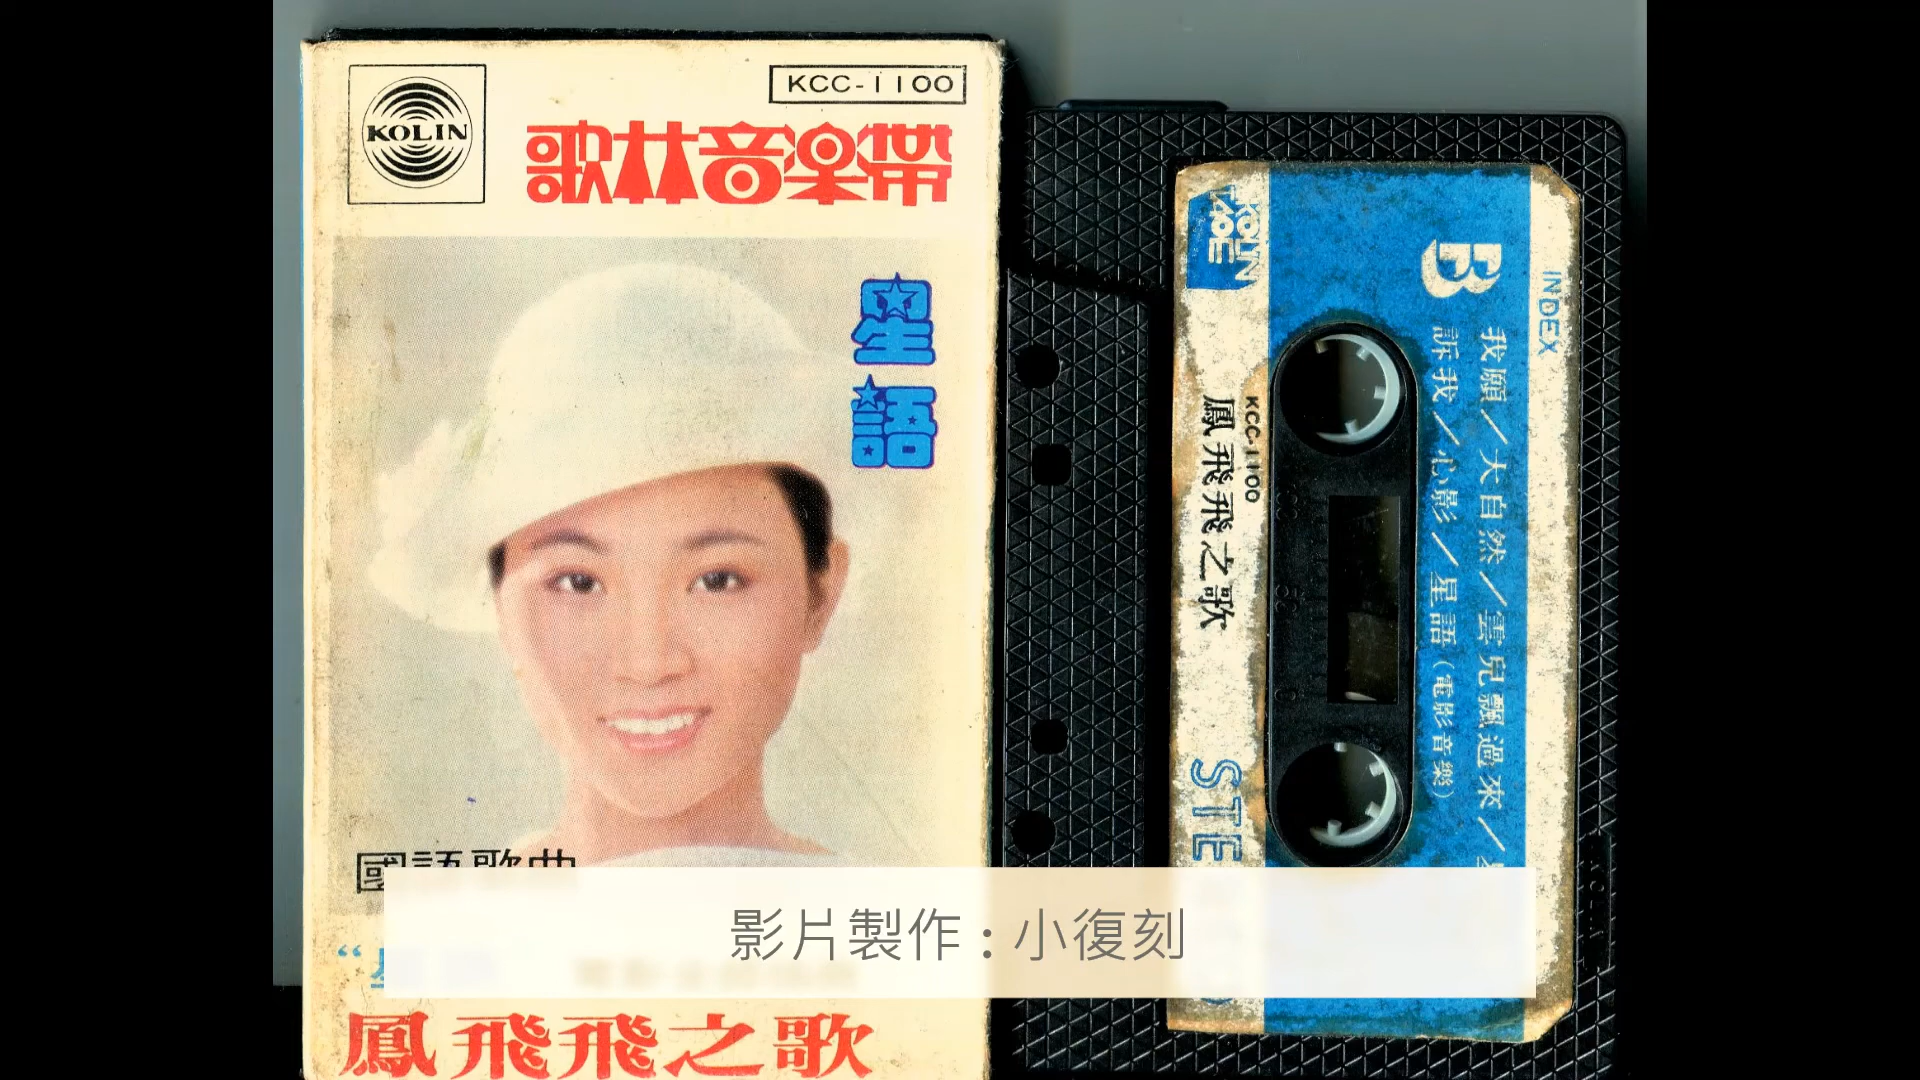 KOLIN
KCC-1100
歌林音樂帶
星語
國語歌曲
鳳飛飛之歌
影片製作：小復刻
INDEX
B
我願／大自然／雲兒飄過來／
訴我／心影／星語（電影音樂）
KCC-1100
鳳飛飛之歌
KOLIN
TAPE
STE